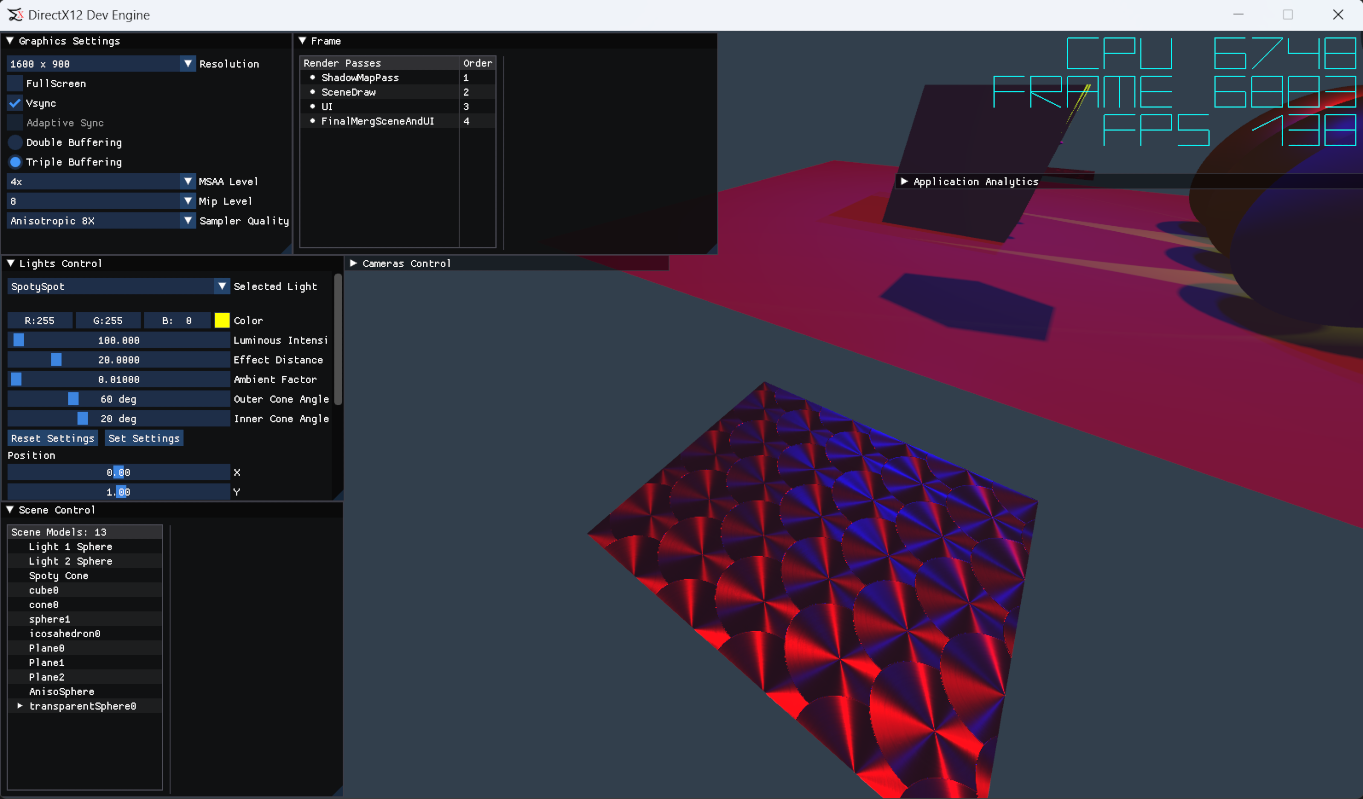 DirectX12 Dev Engine
Graphics Settings
1600 x 900 Resolution
FullScreen
Vsync
Adaptive Sync
Double Buffering
Triple Buffering
4x MSAA Level
8 Mip Level
Anisotropic 8X Sampler Quality
Frame
Render Passes Order
ShadowMapPass 1
SceneDraw 2
UI 3
FinalMergSceneAndUI 4
CPU 6748
FRAME 6883
FPS 138
Application Analytics
Lights Control
SpotySpot Selected Light
R:255 G:255 B: 0 Color
100.000 Luminous Intensi
20.0000 Effect Distance
0.01000 Ambient Factor
60 deg Outer Cone Angle
20 deg Inner Cone Angle
Reset Settings Set Settings
Position
0.00 X
1.00 Y
Cameras Control
Scene Control
Scene Models: 13
Light 1 Sphere
Light 2 Sphere
Spoty Cone
cube0
cone0
sphere1
icosahedron0
Plane0
Plane1
Plane2
AnisoSphere
transparentSphere0